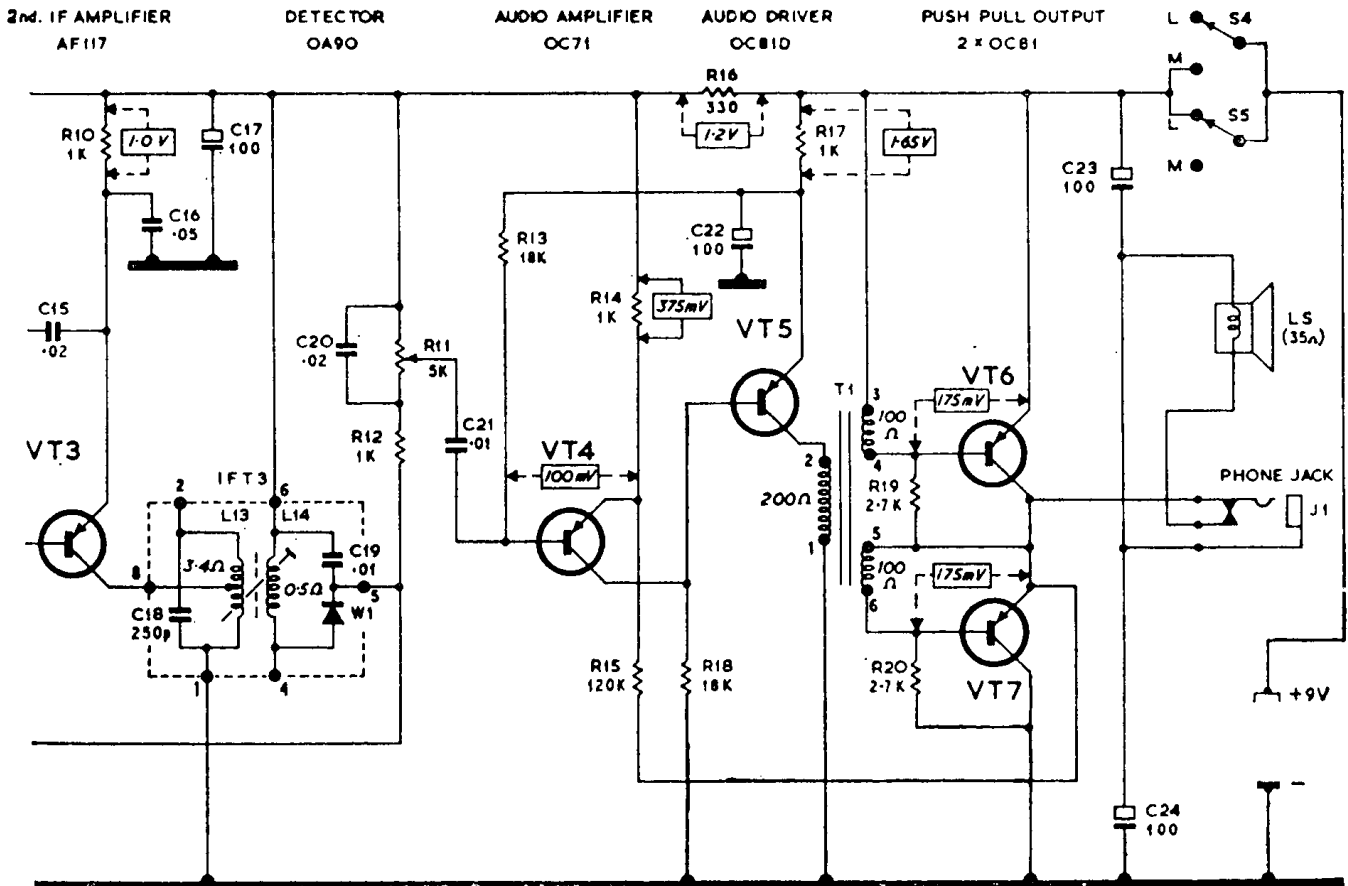 2nd. IF AMPLIFIER
AF117
DETECTOR
OA90
AUDIO AMPLIFIER
OC71
AUDIO DRIVER
OC81D
PUSH PULL OUTPUT
2 x OC81
L
S4
M
L
S5
M
R10
1K
1·0V
C17
100
R16
330
1·2V
R17
1K
1·65V
C23
100
C16
·05
R13
18K
C22
100
C15
·02
R14
1K
375mV
C20
·02
R11
5K
VT5
LS
(35Ω)
T1
3
VT6
175mV
100
Ω
4
R12
1K
C21
·01
VT4
100mV
VT3
IFT3
2
6
L13
L14
2
200Ω
1
R19
2·7K
PHONE JACK
J1
3·4Ω
0·5Ω
C19
·01
5
8
C18
250p
W1
1
4
5
100
Ω
6
175mV
R15
120K
R18
18K
R20
2·7K
VT7
+9V
-
C24
100